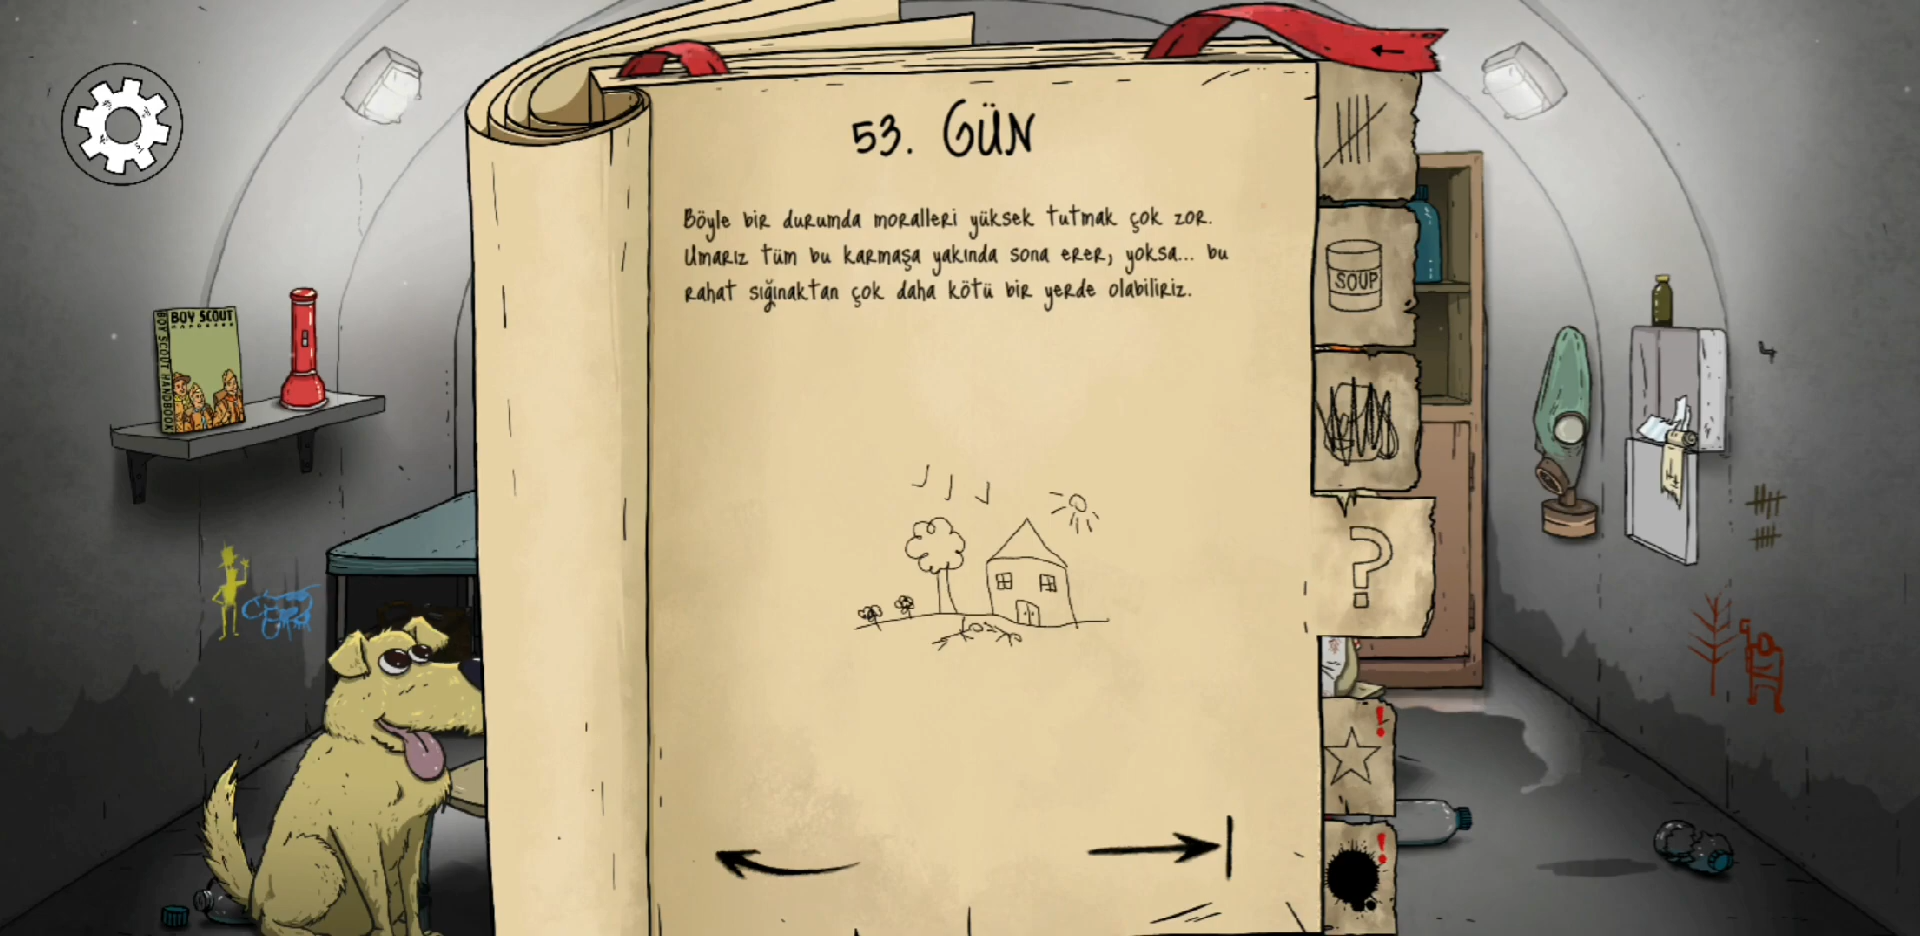 53. GÜN
Böyle bir durumda moralleri yüksek tutmak çok zor.
Umarız tüm bu karmaşa yakında sona erer, yoksa... bu
rahat sığınaktan çok daha kötü bir yerde olabiliriz.
BOY SCOUT
HANDBOOK
BOY SCOUT HANDBOOK
SOUP
?
!
!